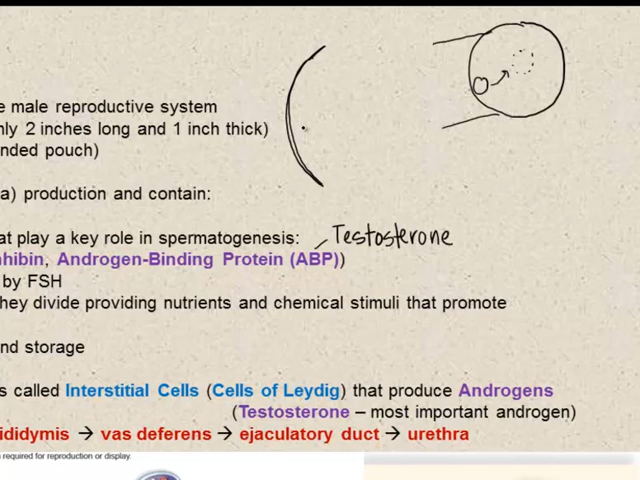 e male reproductive system
nly 2 inches long and 1 inch thick)
nded pouch)
a) production and contain:
at play a key role in spermatogenesis: Testosterone
nhibin, Androgen-Binding Protein (ABP))
by FSH
hey divide providing nutrients and chemical stimuli that promote
nd storage
s called Interstitial Cells (Cells of Leydig) that produce Androgens
(Testosterone – most important androgen)
ididymis → vas deferens → ejaculatory duct → urethra
n required for reproduction or display.